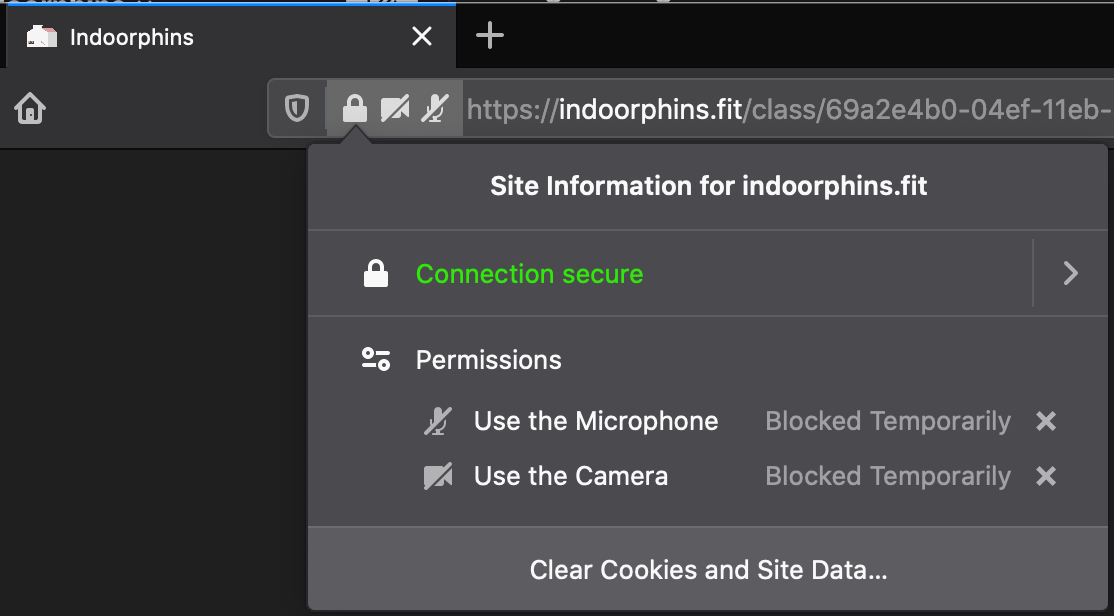 Indoorphins
https://indoorphins.fit/class/69a2e4b0-04ef-11eb-
Site Information for indoorphins.fit
Connection secure
Permissions
Use the Microphone Blocked Temporarily
Use the Camera Blocked Temporarily
Clear Cookies and Site Data...